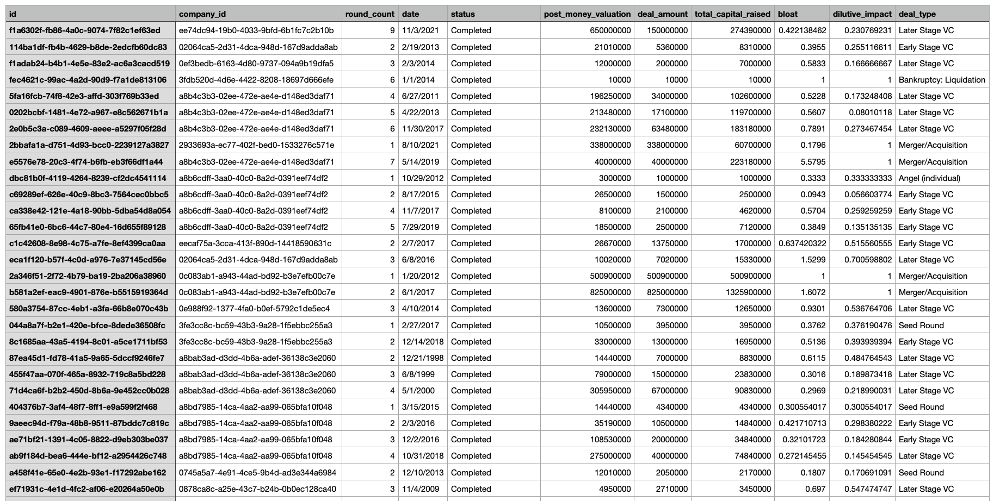 id company_id round_count date status post_money_valuation deal_amount total_capital_raised bloat dilutive_impact deal_type
f1a6302f-fb86-4a0c-9074-7f82c1ef63ed ee74dc94-19b0-4033-9bfd-6b1fc7c2b10b 9 11/3/2021 Completed 650000000 150000000 274390000 0.422138462 0.230769231 Later Stage VC
114ba1df-fb4b-4629-b8de-2edcfb60dc83 02064ca5-2d31-4dca-948d-167d9adda8ab 2 2/19/2013 Completed 21010000 5360000 8310000 0.3955 0.255116611 Early Stage VC
f1adab24-b4b1-4e5e-83e2-ac6a3cacd519 0ef3bedb-6163-4d80-9737-094a9b19dfa5 3 2/3/2014 Completed 12000000 2000000 7000000 0.5833 0.166666667 Later Stage VC
fec4621c-99ac-4a2d-90d9-f7a1de813106 3fdb520d-4d6e-4422-8208-18697d666efe 6 1/1/2014 Completed 10000 10000 10000 1 1 Bankruptcy: Liquidation
5fa16fcb-74f8-42e3-affd-303f769b33ed a8b4c3b3-02ee-472e-ae4e-d148ed3daf71 4 6/27/2011 Completed 196250000 34000000 102600000 0.5228 0.173248408 Later Stage VC
0202bcbf-1481-4e72-a967-e8c562671b1a a8b4c3b3-02ee-472e-ae4e-d148ed3daf71 5 4/22/2013 Completed 213480000 17100000 119700000 0.5607 0.08010118 Later Stage VC
2e0b5c3a-c089-4609-aeee-a5297f05f28d a8b4c3b3-02ee-472e-ae4e-d148ed3daf71 6 11/30/2017 Completed 232130000 63480000 183180000 0.7891 0.273467454 Later Stage VC
2bbafa1a-d751-4d93-bcc0-2239127a3827 2933693a-ec77-402f-bed0-1533276c571e 1 8/10/2021 Completed 338000000 338000000 60700000 0.1796 1 Merger/Acquisition
e5576e78-20c3-4f74-b6fb-eb3f66df1a44 a8b4c3b3-02ee-472e-ae4e-d148ed3daf71 7 5/14/2019 Completed 40000000 40000000 223180000 5.5795 1 Merger/Acquisition
dbc81b0f-4119-4264-8239-cf2dc4541114 a8b6cdff-3aa0-40c0-8a2d-0391eef74df2 1 10/29/2012 Completed 3000000 1000000 1000000 0.3333 0.333333333 Angel (individual)
c69289ef-626e-40c9-8bc3-7564cec0bbc5 a8b6cdff-3aa0-40c0-8a2d-0391eef74df2 2 8/17/2015 Completed 26500000 1500000 2500000 0.0943 0.056603774 Early Stage VC
ca338e42-121e-4a18-90bb-5dba54d8a054 a8b6cdff-3aa0-40c0-8a2d-0391eef74df2 4 11/7/2017 Completed 8100000 2100000 4620000 0.5704 0.259259259 Early Stage VC
65fb41e0-6bc6-44c7-80e4-16d655f89128 a8b6cdff-3aa0-40c0-8a2d-0391eef74df2 5 7/29/2019 Completed 18500000 2500000 7120000 0.3849 0.135135135 Early Stage VC
c1c42608-8e98-4c75-a7fe-8ef4399ca0aa eecaf75a-3cca-413f-890d-14418590631c 2 2/7/2017 Completed 26670000 13750000 17000000 0.637420322 0.515560555 Early Stage VC
eca1f120-b57f-4c0d-a976-7e37145cd56e 02064ca5-2d31-4dca-948d-167d9adda8ab 3 6/8/2016 Completed 10020000 7020000 15330000 1.5299 0.700598802 Later Stage VC
2a346f51-2f72-4b79-ba19-2ba206a38960 0c083ab1-a943-44ad-bd92-b3e7efb00c7e 1 1/20/2012 Completed 500900000 500900000 500900000 1 1 Merger/Acquisition
b581a2ef-eac9-4901-876e-b5515919364d 0c083ab1-a943-44ad-bd92-b3e7efb00c7e 2 6/1/2017 Completed 825000000 825000000 1325900000 1.6072 1 Merger/Acquisition
580a3754-87cc-4eb1-a3fa-66b8e070c43b 0e988f92-1377-4fa0-b0ef-5792c1de5ec4 3 4/10/2014 Completed 13600000 7300000 12650000 0.9301 0.536764706 Later Stage VC
044a8a7f-b2e1-420e-bfce-8dede36508fc 3fe3cc8c-bc59-43b3-9a28-1f5ebbc255a3 1 2/27/2017 Completed 10500000 3950000 3950000 0.3762 0.376190476 Seed Round
8c1685aa-43a5-4194-8c01-a5ce1711bf53 3fe3cc8c-bc59-43b3-9a28-1f5ebbc255a3 2 12/14/2018 Completed 33000000 13000000 16950000 0.5136 0.393939394 Early Stage VC
87ea45d1-fd78-41a5-9a65-5dccf9246fe7 a8bab3ad-d3dd-4b6a-adef-36138c3e2060 2 12/21/1998 Completed 14440000 7000000 8830000 0.6115 0.484764543 Later Stage VC
455f47aa-070f-465a-8932-719c8a5bd228 a8bab3ad-d3dd-4b6a-adef-36138c3e2060 3 6/8/1999 Completed 79000000 15000000 23830000 0.3016 0.189873418 Later Stage VC
71d4ca6f-b2b2-450d-8b6a-9e452cc0b028 a8bab3ad-d3dd-4b6a-adef-36138c3e2060 4 5/1/2000 Completed 305950000 67000000 90830000 0.2969 0.218990031 Later Stage VC
404376b7-3af4-48f7-8ff1-e9a599f2f468 a8bd7985-14ca-4aa2-aa99-065bfa10f048 1 3/15/2015 Completed 14440000 4340000 4340000 0.300554017 0.300554017 Seed Round
9aeec94d-f79a-48b8-9511-87bddc7c819c a8bd7985-14ca-4aa2-aa99-065bfa10f048 2 2/3/2016 Completed 35190000 10500000 14840000 0.421710713 0.298380222 Early Stage VC
ae71bf21-1391-4c05-8822-d9eb303be037 a8bd7985-14ca-4aa2-aa99-065bfa10f048 3 12/2/2016 Completed 108530000 20000000 34840000 0.32101723 0.184280844 Early Stage VC
ab9f184d-bea6-444e-bf12-a2954426c748 a8bd7985-14ca-4aa2-aa99-065bfa10f048 4 10/31/2018 Completed 275000000 40000000 74840000 0.272145455 0.145454545 Later Stage VC
a458f41e-65e0-4e2b-93e1-f17292abe162 0745a5a7-4e91-4ce5-9b4d-ad3e344a6984 2 12/10/2013 Completed 12010000 2050000 2170000 0.1807 0.170691091 Seed Round
ef71931c-4e1d-4fc2-af06-e20264a50e0b 0878ca8c-a25e-43c7-b24b-0b0ec128ca40 3 11/4/2009 Completed 4950000 2710000 3450000 0.697 0.547474747 Later Stage VC